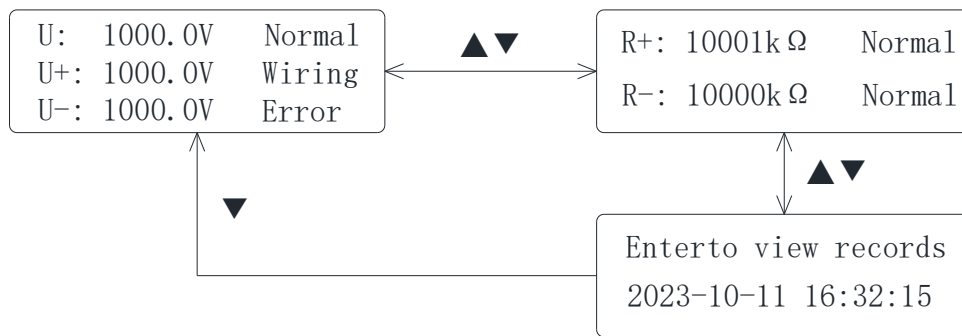 U: 1000.0V Normal
U+: 1000.0V Wiring
U-: 1000.0V Error
▲▼
R+: 10001kΩ Normal
R-: 10000kΩ Normal
▲▼
▼
Enterto view records
2023-10-11 16:32:15